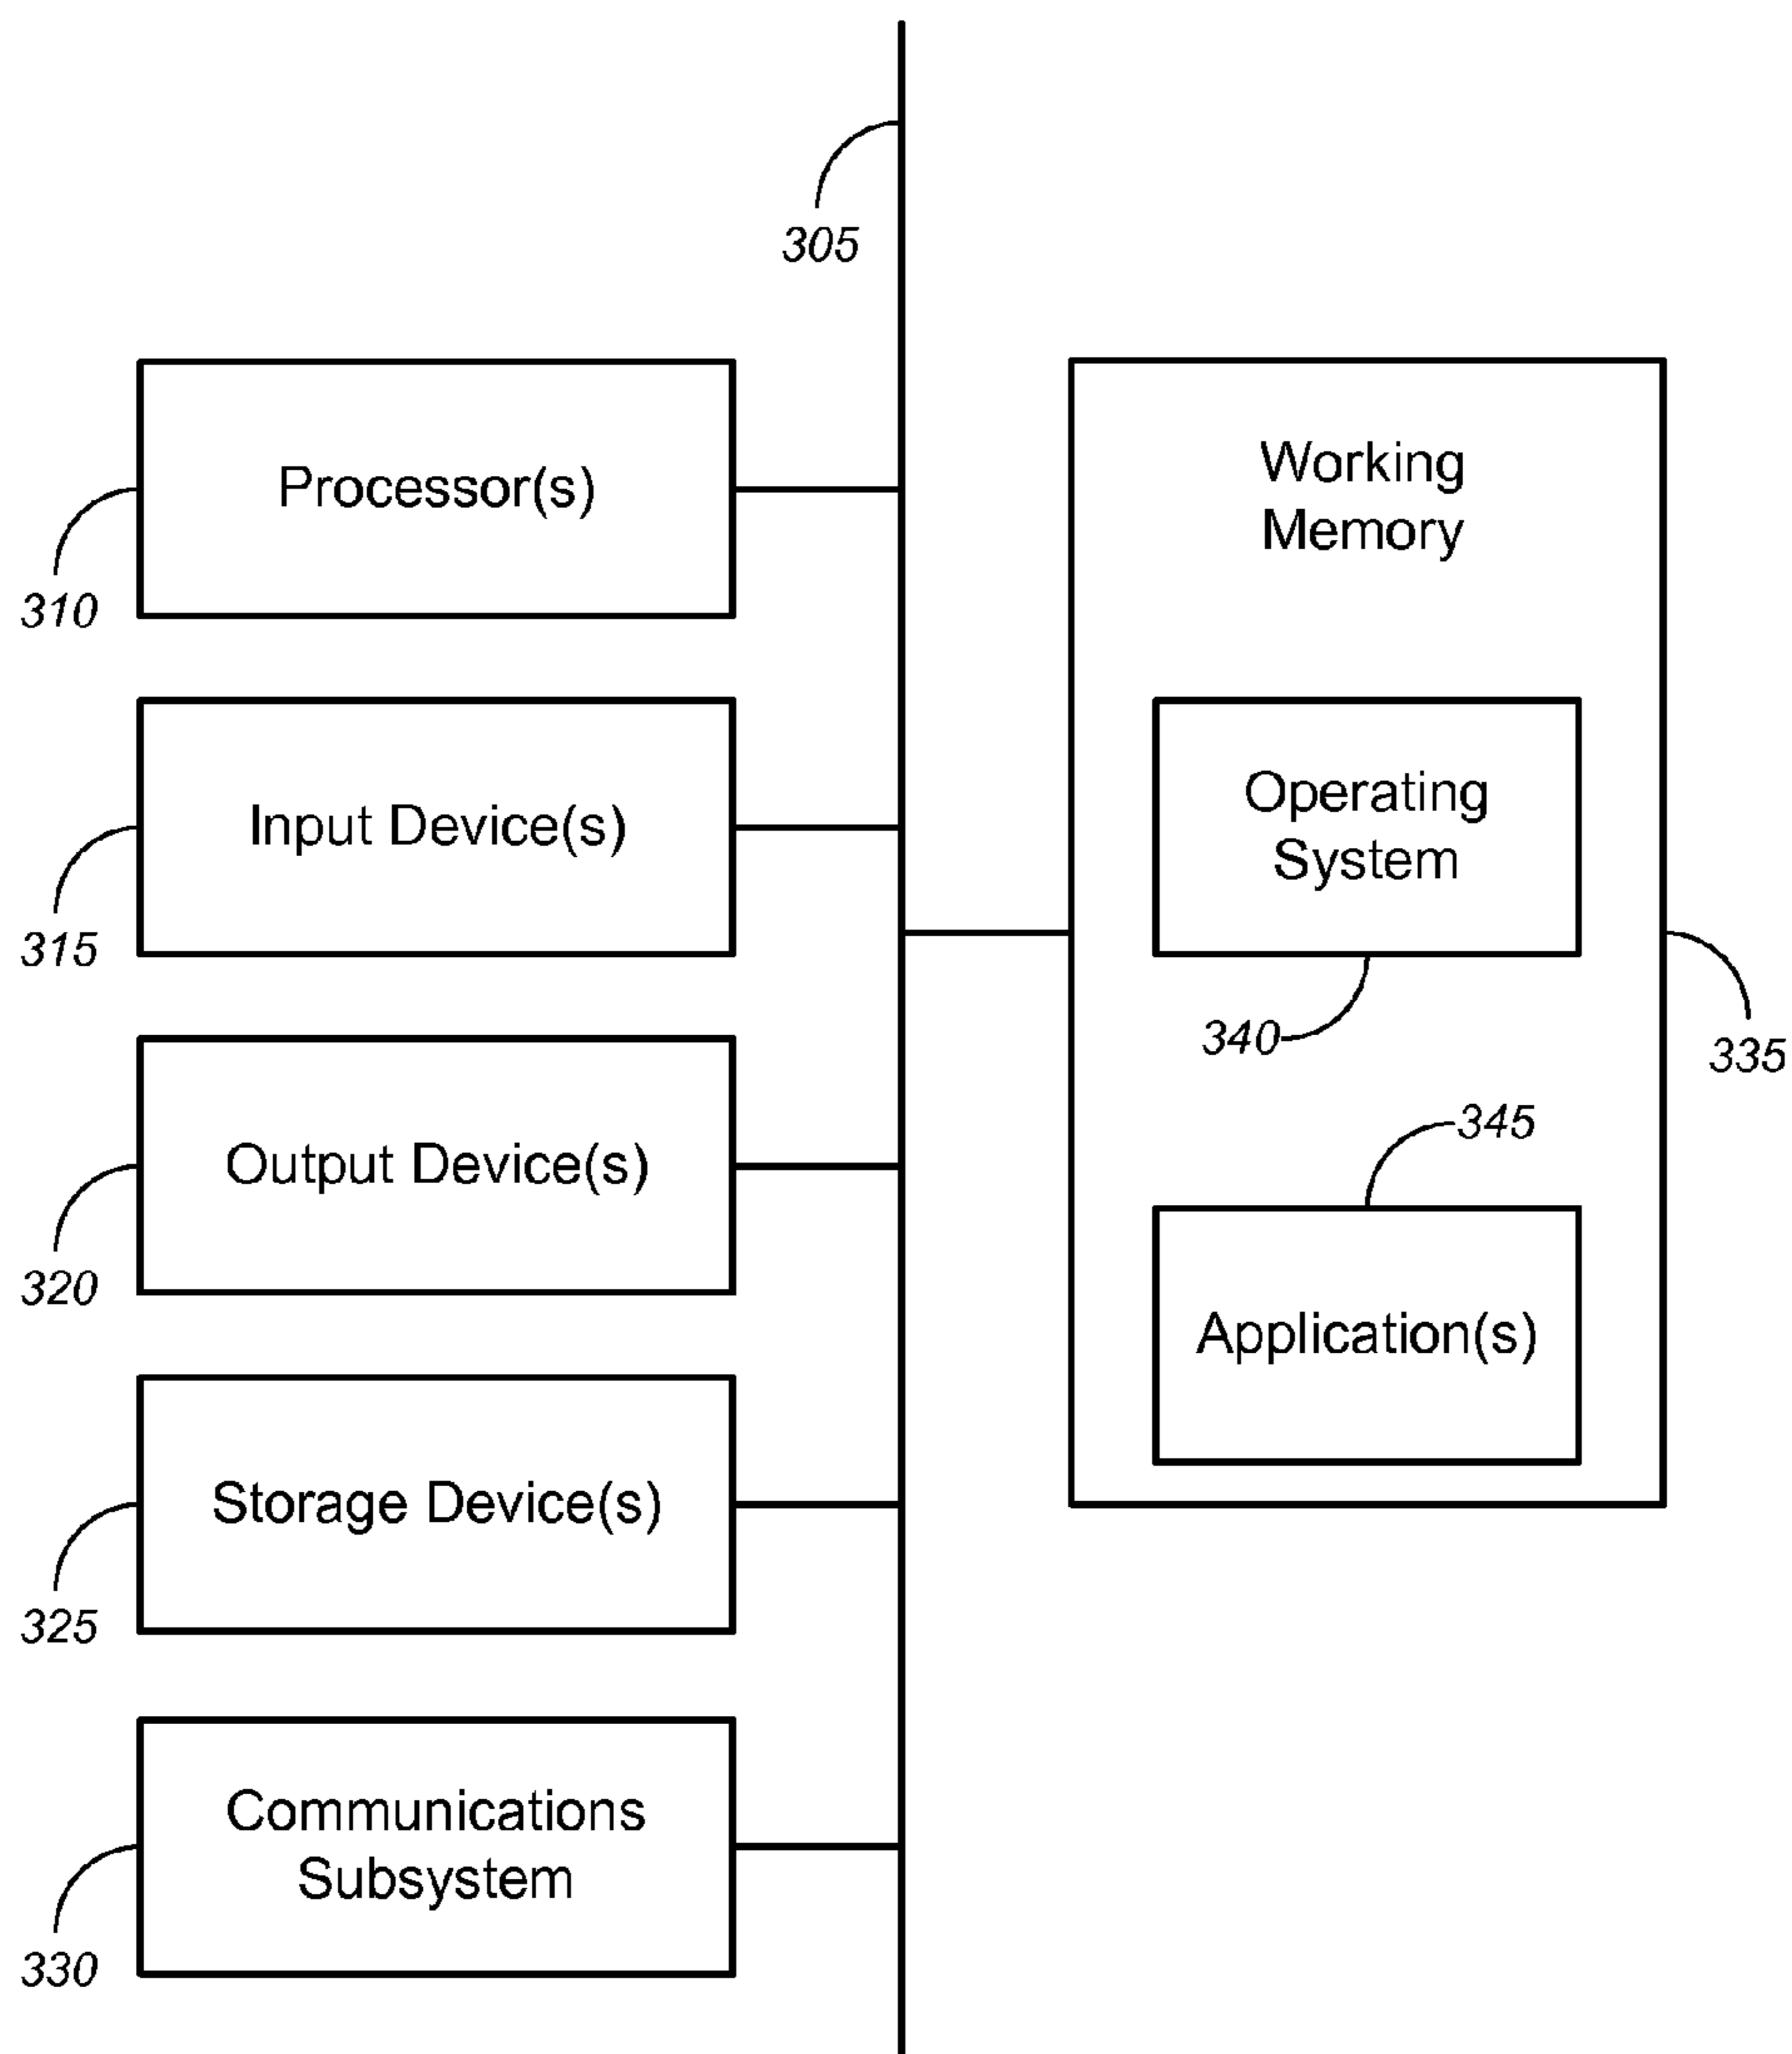 305
Processor(s)
310
Input Device(s)
315
Output Device(s)
320
Storage Device(s)
325
Communications
Subsystem
330
Working
Memory
Operating
System
340
335
345
Application(s)